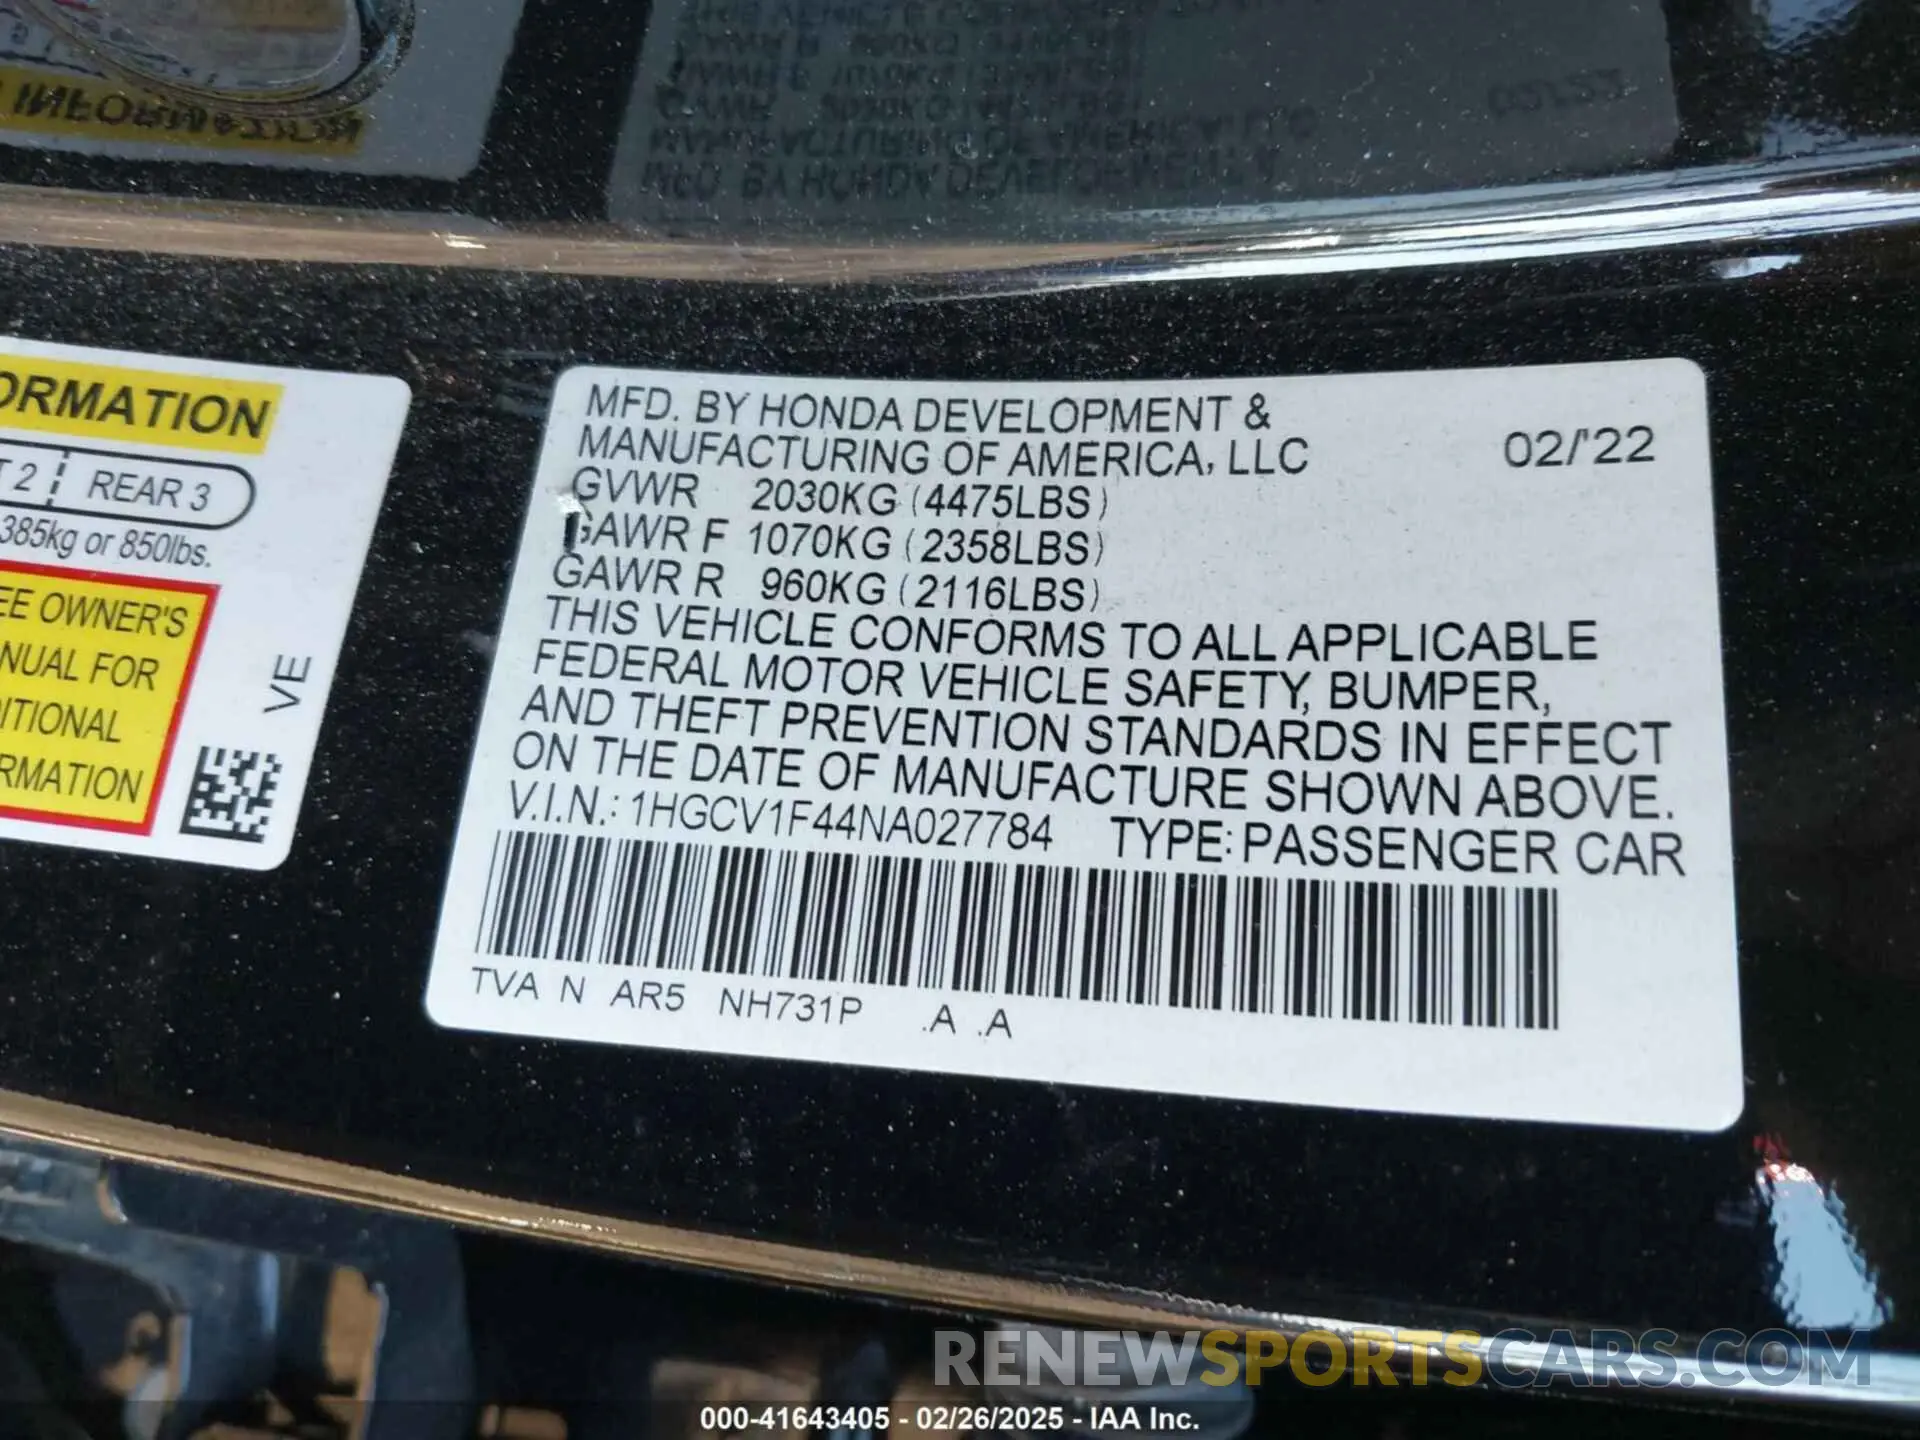 ORMATION
T 2 REAR 3
385kg or 850lbs.
EE OWNER'S
NUAL FOR
DITIONAL
RMATION
VE
MFD. BY HONDA DEVELOPMENT &
MANUFACTURING OF AMERICA, LLC 02/'22
GVWR 2030KG (4475LBS)
GAWR F 1070KG (2358LBS)
GAWR R 960KG (2116LBS)
THIS VEHICLE CONFORMS TO ALL APPLICABLE
FEDERAL MOTOR VEHICLE SAFETY, BUMPER,
AND THEFT PREVENTION STANDARDS IN EFFECT
ON THE DATE OF MANUFACTURE SHOWN ABOVE.
V.I.N.: 1HGCV1F44NA027784 TYPE: PASSENGER CAR
TVA N AR5 NH731P .A .A
RENEWSPORTSCARS.COM
000-41643405 - 02/26/2025 - IAA Inc.